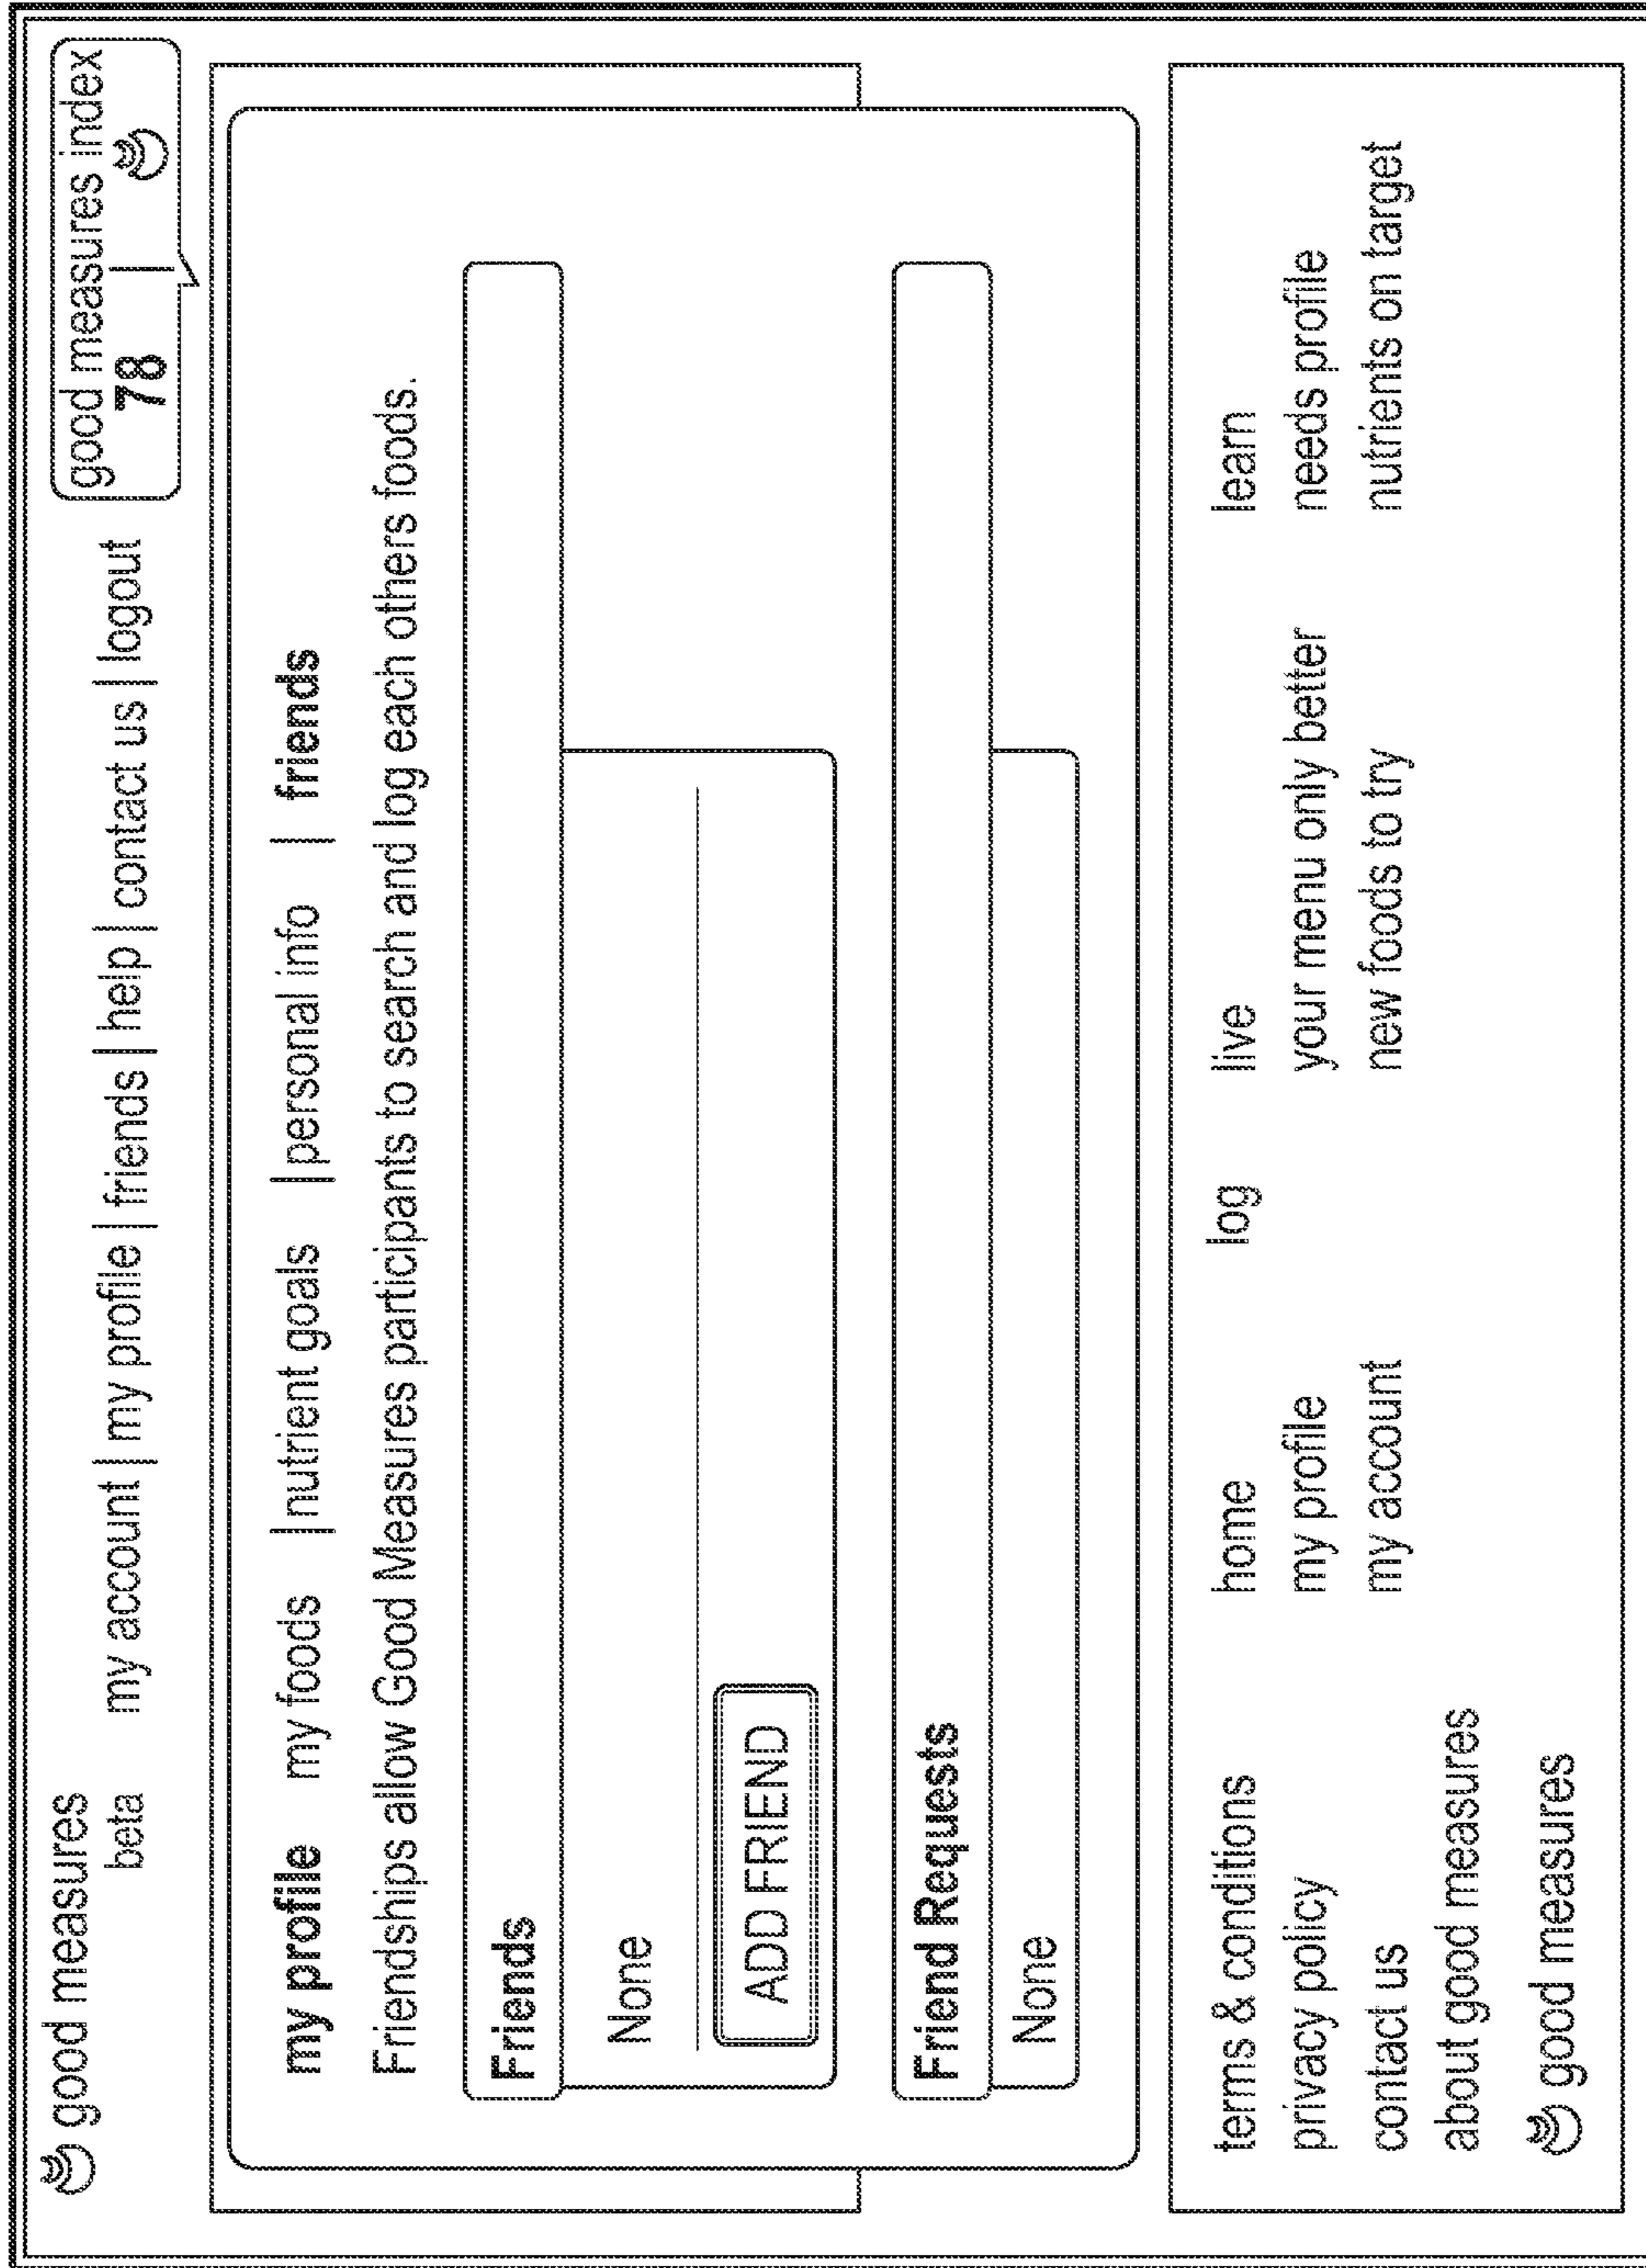 good measures
beta
my account | my profile | friends | help | contact us | logout
good measures index
78 |
my profile my foods | nutrient goals | personal info | friends
Friendships allow Good Measures participants to search and log each others foods.
Friends
None
ADD FRIEND
Friend Requests
None
terms & conditions home log live learn
privacy policy my profile your menu only better needs profile
contact us my account new foods to try nutrients on target
about good measures
good measures